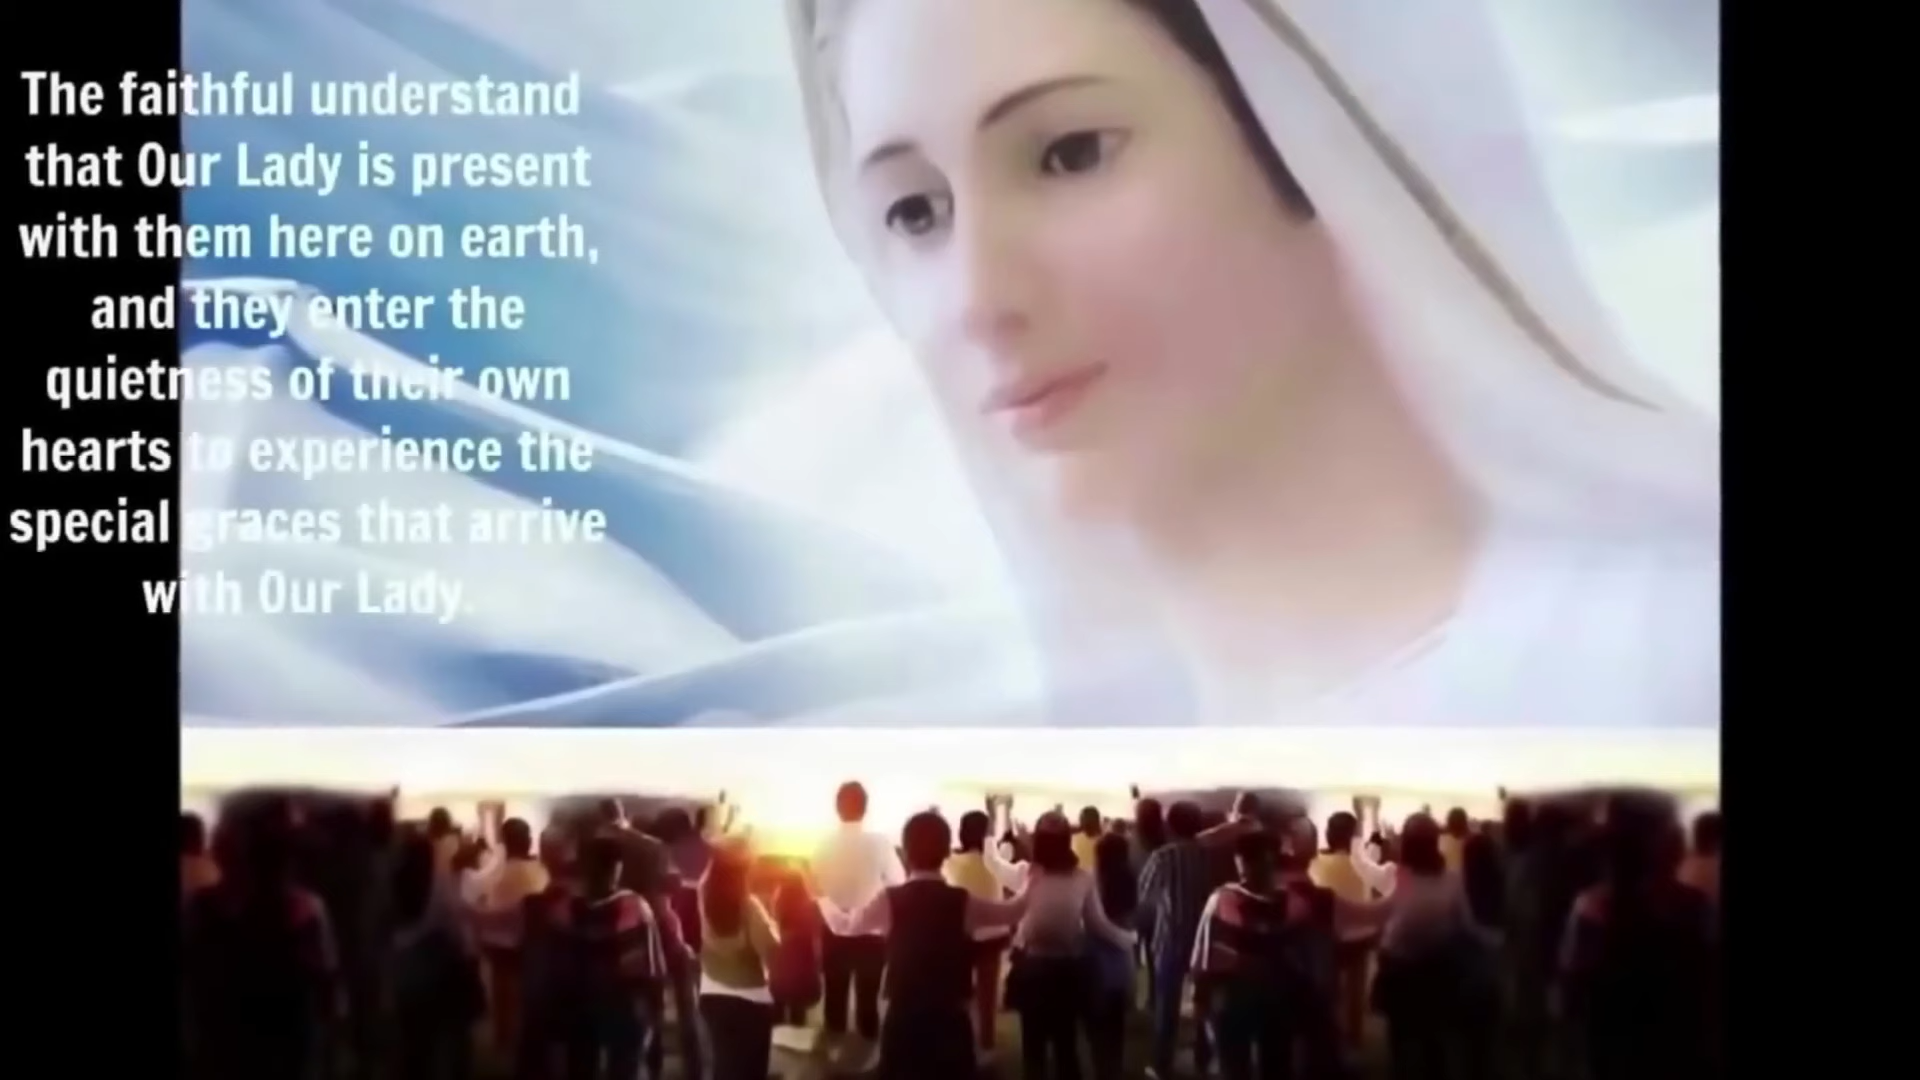 The faithful understand
that Our Lady is present
with them here on earth,
and they enter the
quietness of their own
hearts to experience the
special graces that arrive
with Our Lady.